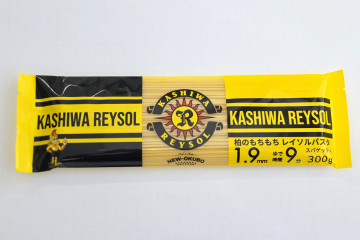 KASHIWA REYSOL
KASHIWA
R
REYSOL
NEW-OKUBO
KASHIWA REYSOL
柏のもちもち レイソルパスタ
スパゲッティ
1.9mm ゆで時間9分
300g